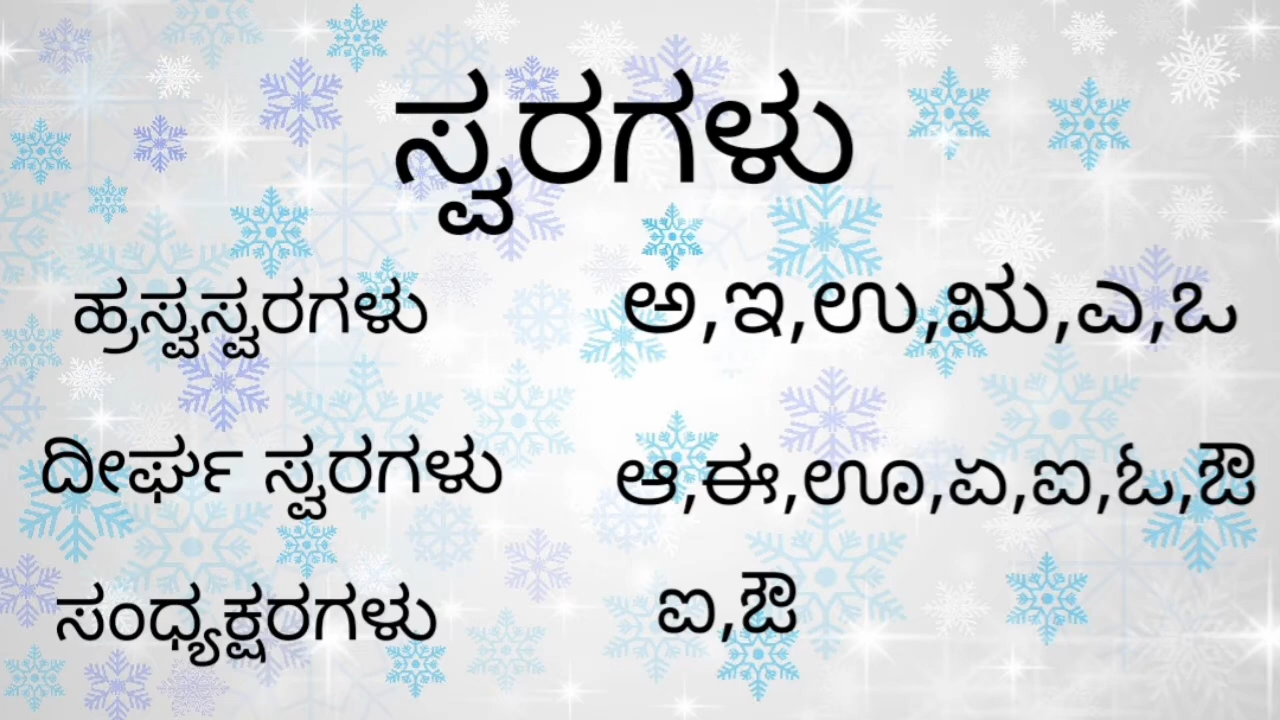 ಸ್ವರಗಳು
ಹ್ರಸ್ವಸ್ವರಗಳು ಅ,ಇ,ಉ,ಋ,ಎ,ಒ
ದೀರ್ಘ ಸ್ವರಗಳು ಆ,ಈ,ಊ,ಏ,ಐ,ಓ,ಔ
ಸಂಧ್ಯಕ್ಷರಗಳು ಐ,ಔ